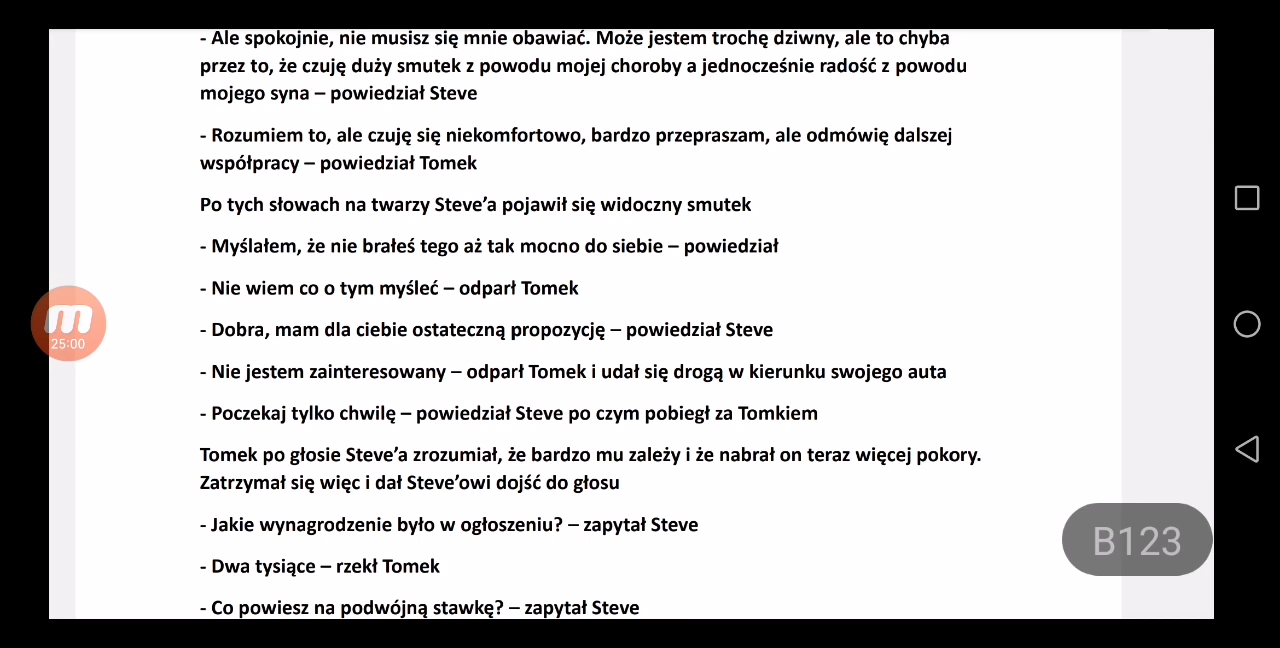 - Ale spokojnie, nie musisz się mnie obawiać. Może jestem trochę dziwny, ale to chyba
przez to, że czuję duży smutek z powodu mojej choroby a jednocześnie radość z powodu
mojego syna – powiedział Steve
- Rozumiem to, ale czuję się niekomfortowo, bardzo przepraszam, ale odmówię dalszej
współpracy – powiedział Tomek
Po tych słowach na twarzy Steve’a pojawił się widoczny smutek
- Myślałem, że nie brałeś tego aż tak mocno do siebie – powiedział
- Nie wiem co o tym myśleć – odparł Tomek
- Dobra, mam dla ciebie ostateczną propozycję – powiedział Steve
- Nie jestem zainteresowany – odparł Tomek i udał się drogą w kierunku swojego auta
- Poczekaj tylko chwilę – powiedział Steve po czym pobiegł za Tomkiem
Tomek po głosie Steve’a zrozumiał, że bardzo mu zależy i że nabrał on teraz więcej pokory.
Zatrzymał się więc i dał Steve’owi dojść do głosu
- Jakie wynagrodzenie było w ogłoszeniu? – zapytał Steve
- Dwa tysiące – rzekł Tomek
- Co powiesz na podwójną stawkę? – zapytał Steve
25:00
B123